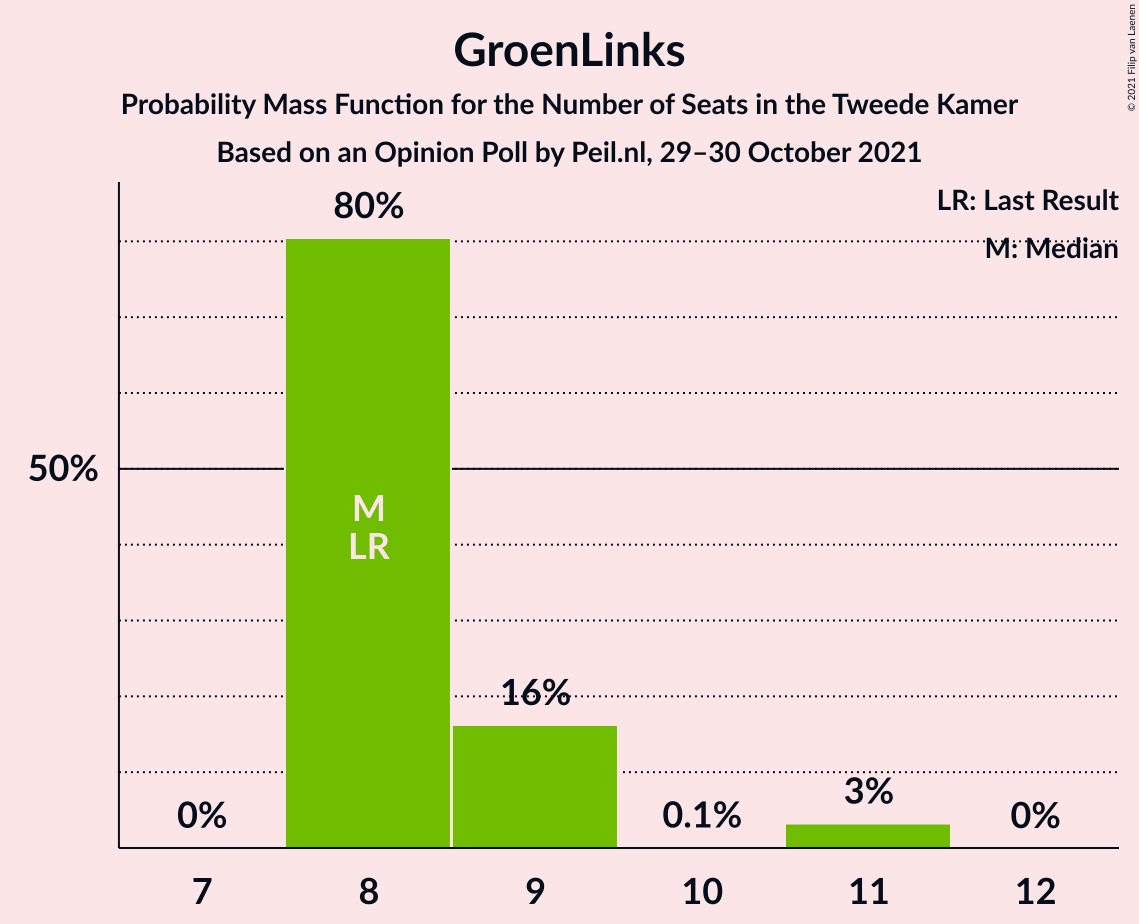 GroenLinks
Probability Mass Function for the Number of Seats in the Tweede Kamer
Based on an Opinion Poll by Peil.nl, 29–30 October 2021
© 2021 Filip van Laenen
LR: Last Result
M: Median
80%
50%
M
LR
16%
0%
0.1%
3%
0%
7 8 9 10 11 12